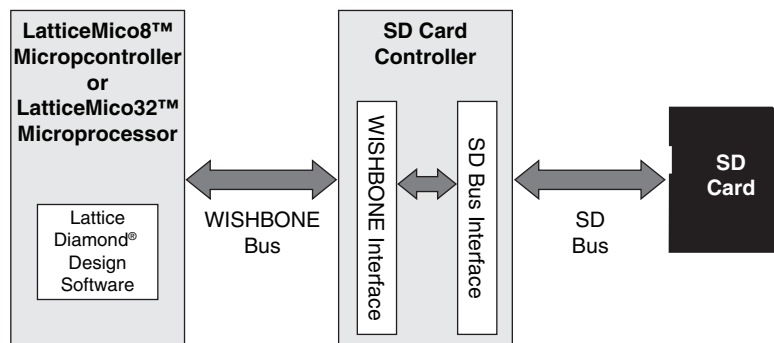 LatticeMico8™
Micropcontroller
or
LatticeMico32™
Microprocessor
Lattice
Diamond®
Design
Software
WISHBONE
Bus
SD Card
Controller
WISHBONE Interface
SD Bus Interface
SD
Bus
SD
Card